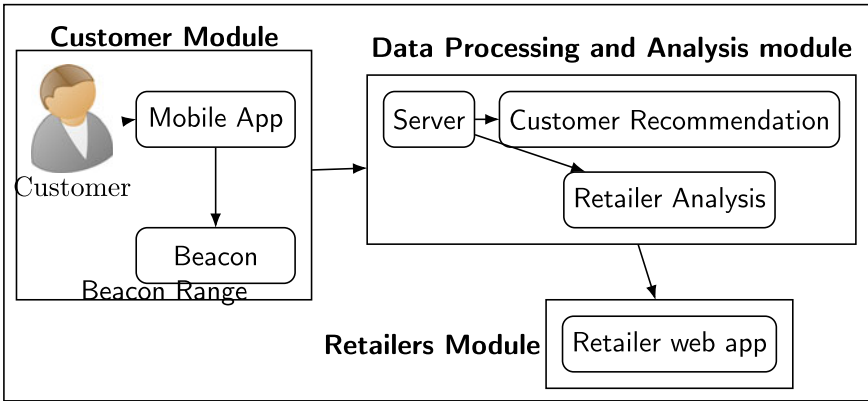 Customer Module
Mobile App
Customer
Beacon
Beacon Range
Data Processing and Analysis module
Server
Customer Recommendation
Retailer Analysis
Retailers Module
Retailer web app